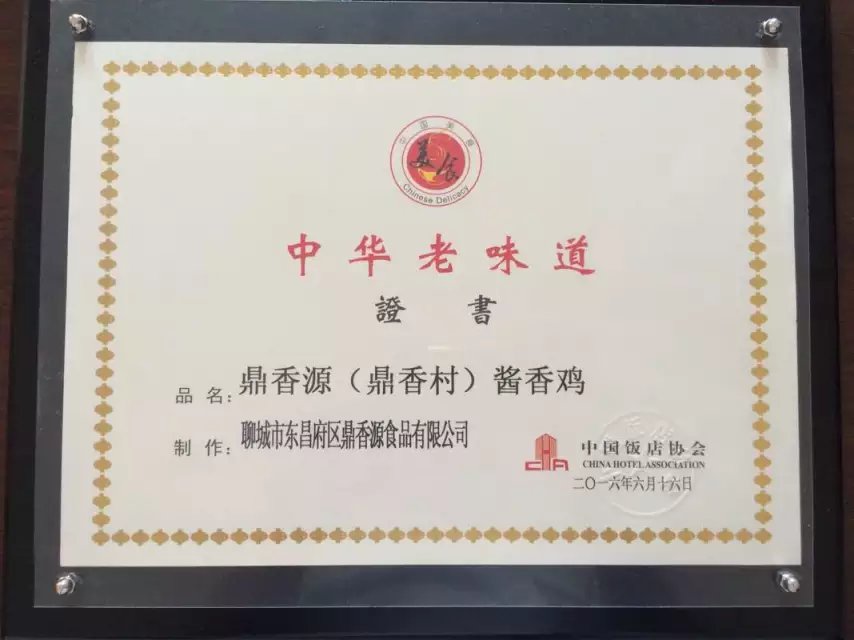 中国美食
美食
Chinese Delicacy
中华老味道
證書
品名：鼎香源（鼎香村）酱香鸡
制作：聊城市东昌府区鼎香源食品有限公司
CHA
中国饭店协会
CHINA HOTEL ASSOCIATION
二〇一六年六月十六日